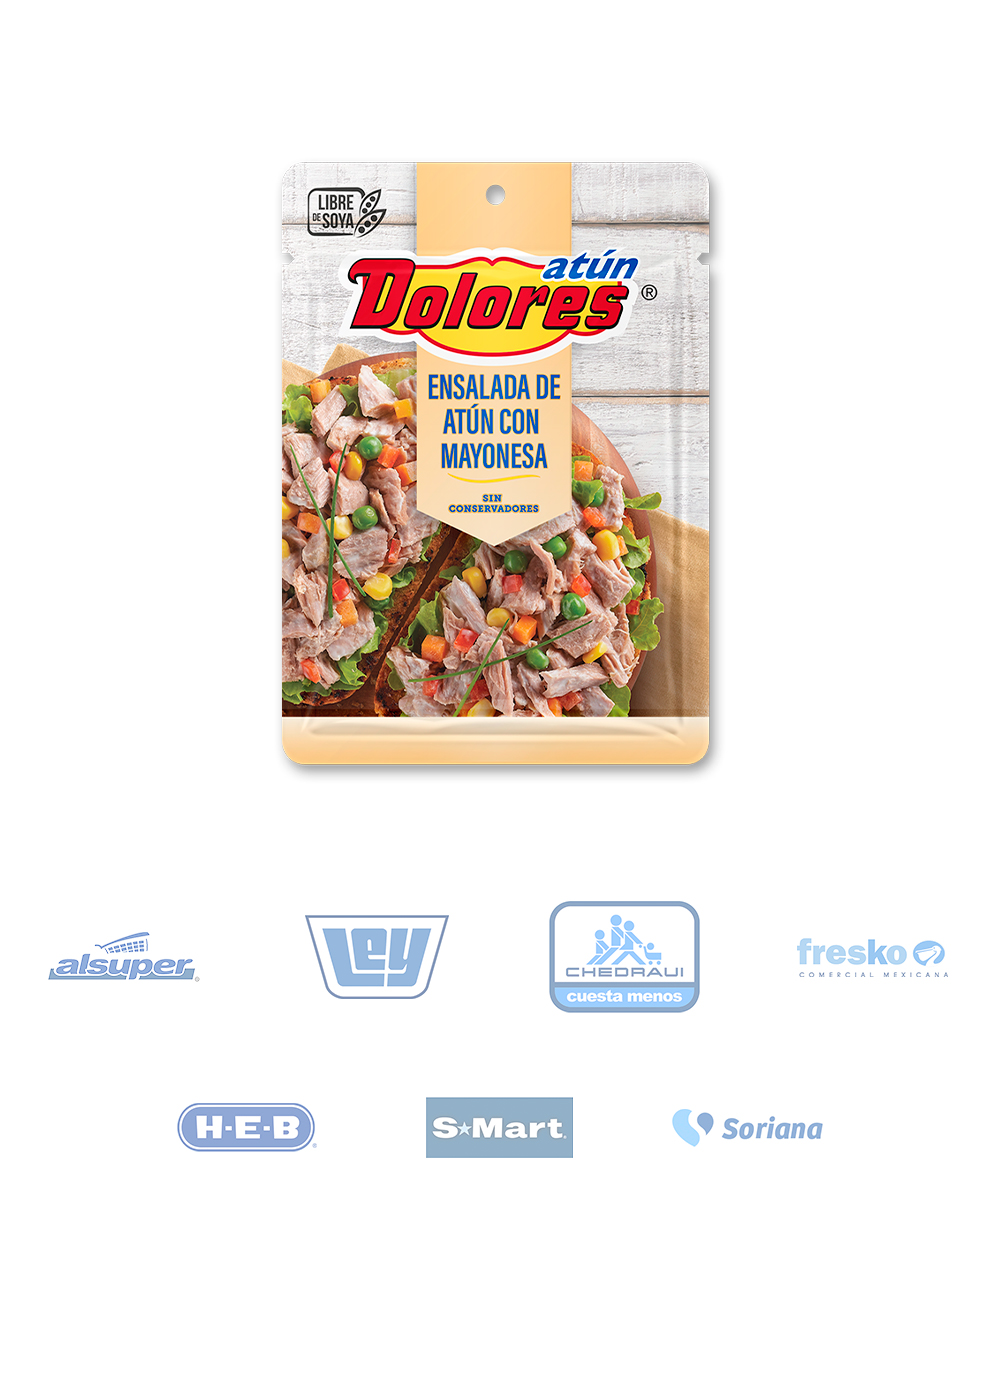 LIBRE
DE SOYA
atún
Dolores®
ENSALADA DE
ATÚN CON
MAYONESA
SIN
CONSERVADORES
alsuper®
Ley
CHEDRAUI
cuesta menos
fresko
COMERCIAL MEXICANA
H-E-B®
S★Mart.
Soriana